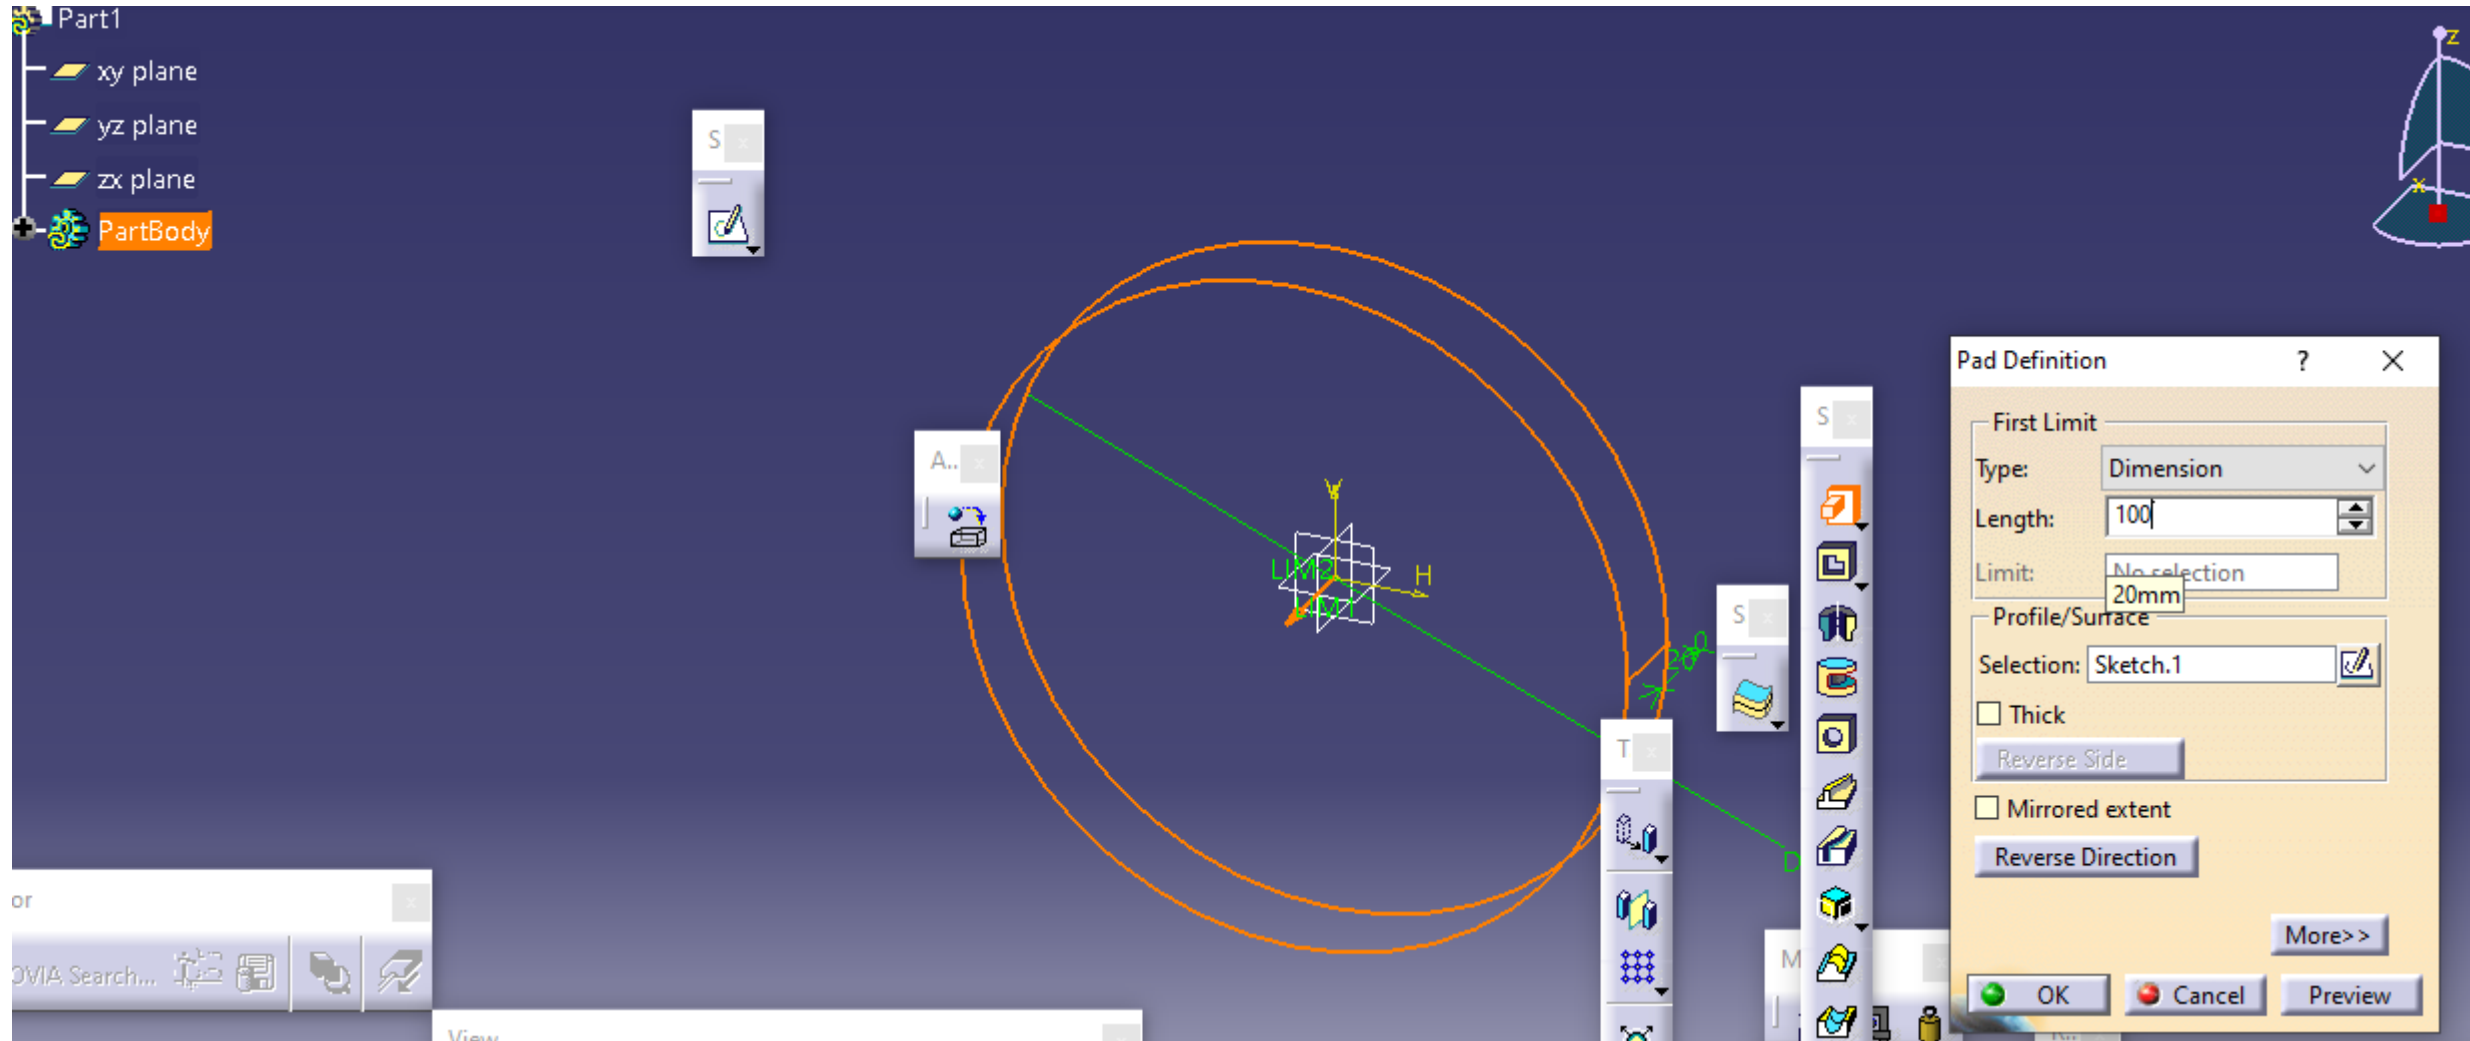 Part1
xy plane
yz plane
zx plane
PartBody
S
A..
V
H
LIM2
LIM1
20
D
S
S
T
M
or
OVIA Search...
View
Pad Definition
First Limit
Type: Dimension
Length: 100
Limit: No selection
20mm
Profile/Surface
Selection: Sketch.1
Thick
Reverse Side
Mirrored extent
Reverse Direction
More>>
OK Cancel Preview
z
x